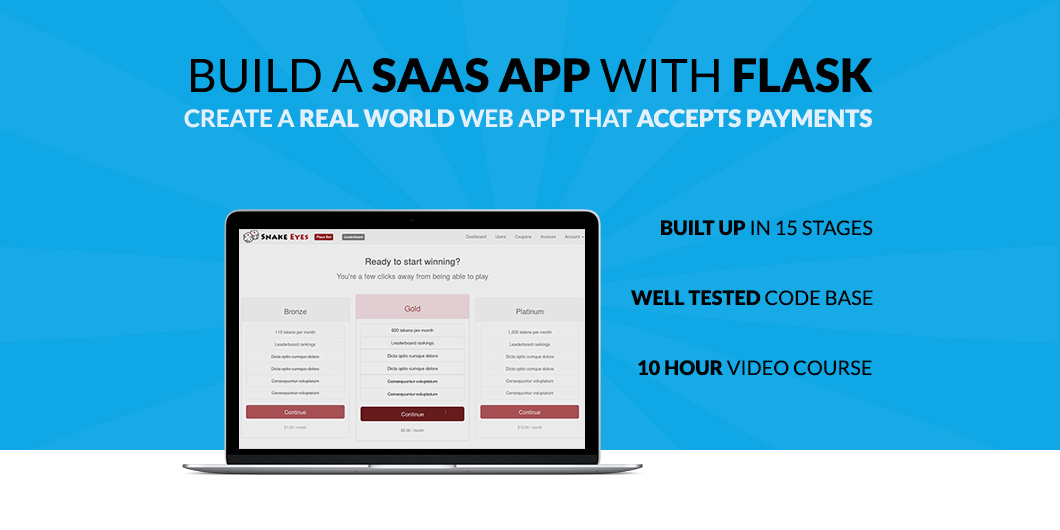 BUILD A SAAS APP WITH FLASK
CREATE A REAL WORLD WEB APP THAT ACCEPTS PAYMENTS
BUILT UP IN 15 STAGES
WELL TESTED CODE BASE
10 HOUR VIDEO COURSE
SNAKE EYES Place Bet Leaderboard Dashboard Users Coupons Invoices Account
Ready to start winning?
You're a few clicks away from being able to play
Bronze Gold Platinum
110 tokens per month 600 tokens per month 1,300 tokens per month
Leaderboard rankings Leaderboard rankings Leaderboard rankings
Dicta optio cumque dolore Dicta optio cumque dolore Dicta optio cumque dolore
Dicta optio cumque dolore Dicta optio cumque dolore Dicta optio cumque dolore
Consequuntur voluptatum Consequuntur voluptatum Consequuntur voluptatum
Consequuntur voluptatum Consequuntur voluptatum Consequuntur voluptatum
Continue Continue Continue
/ month / month / month